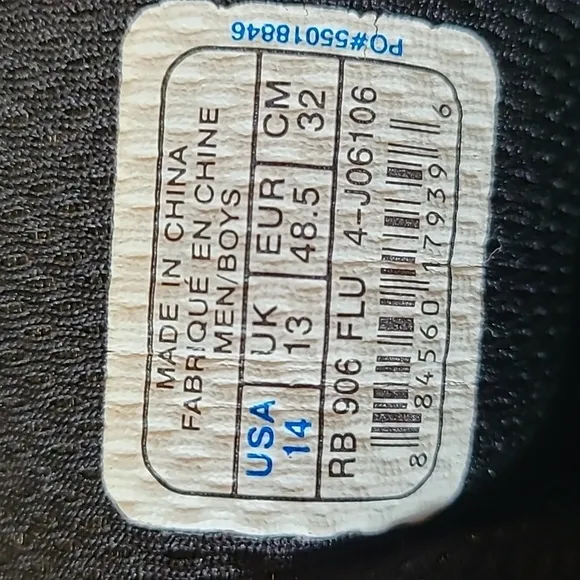 PO#55018846
MADE IN CHINA
FABRIQUÉ EN CHINE
MEN/BOYS
USA UK EUR CM
14 13 48.5 32
RB 906 FLU 4-J06106
8 84560 17939 6